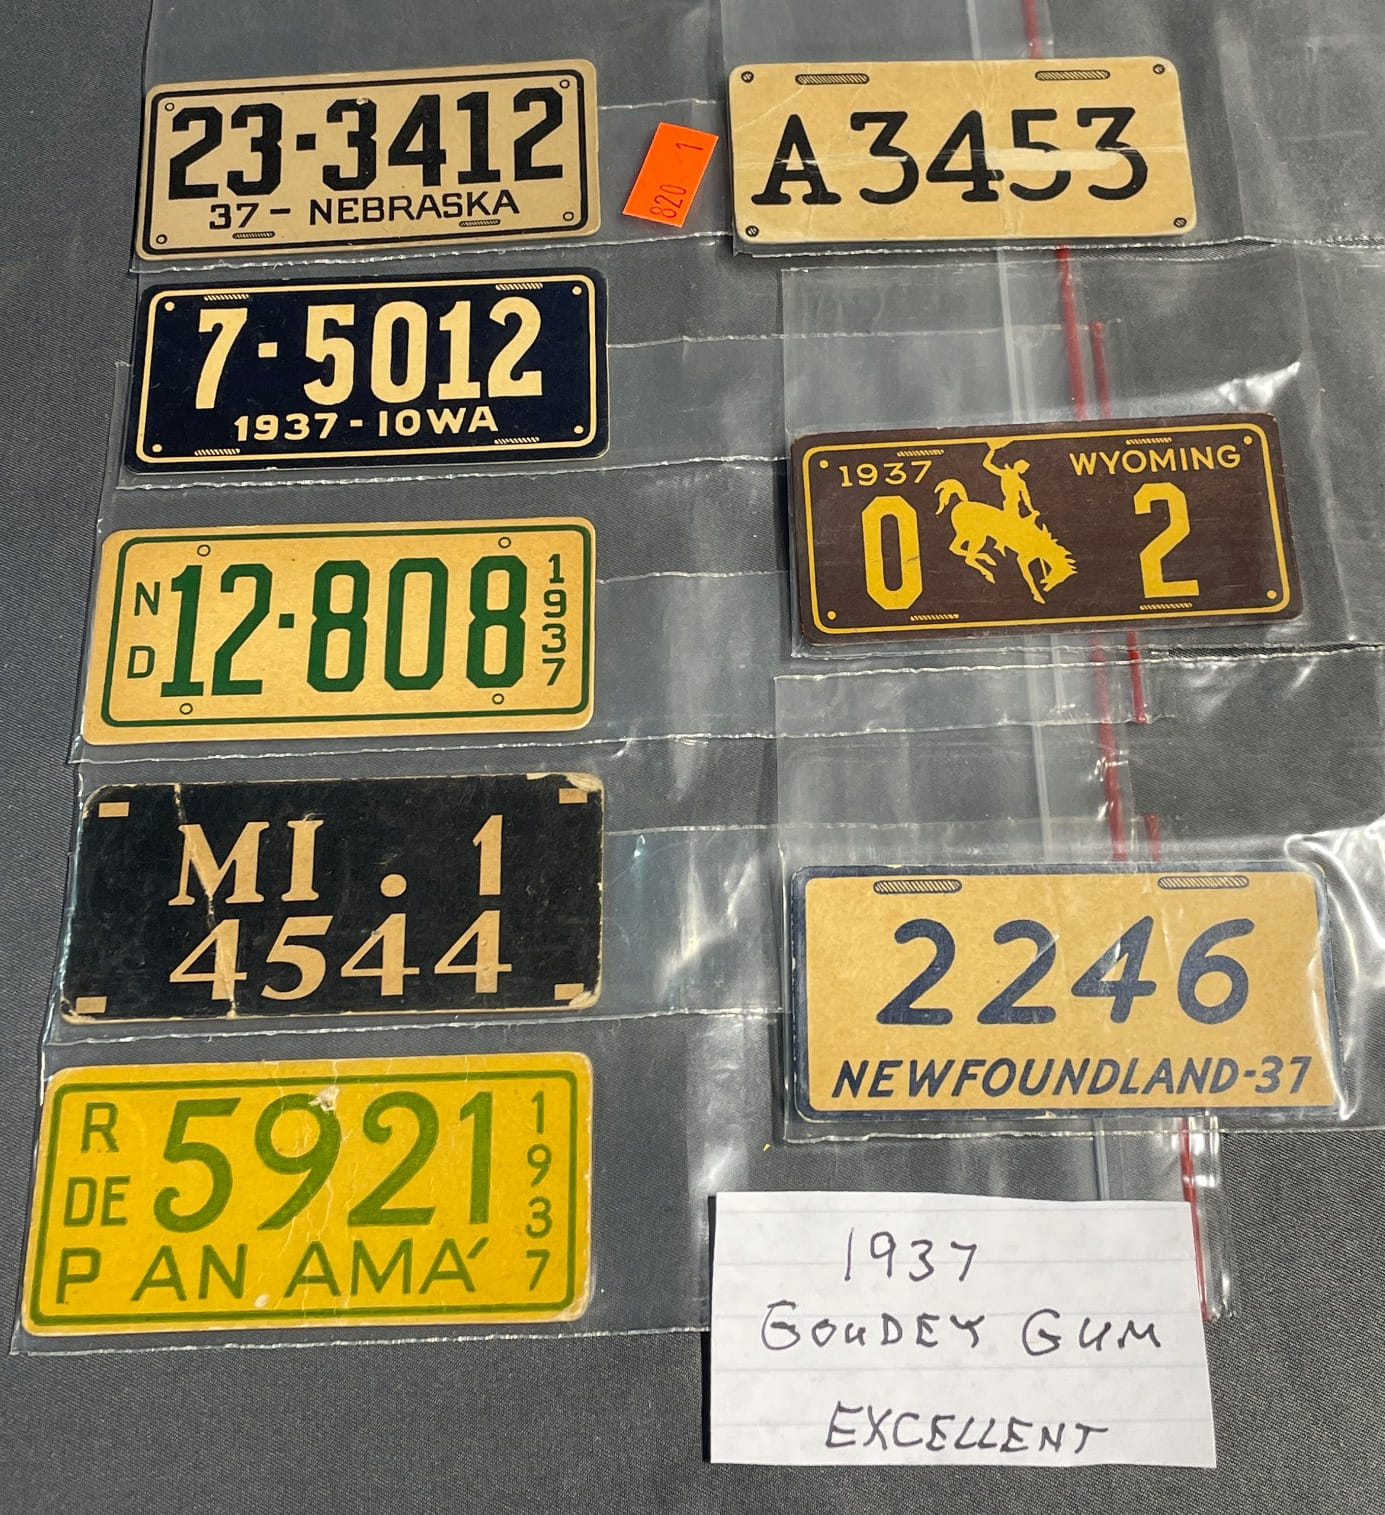 23-3412
37 - NEBRASKA
820 1
A3453
7-5012
1937-IOWA
1937 WYOMING
0 2
ND 12-808 1937
MI . 1
4544
2246
NEWFOUNDLAND-37
R DE 5921 1937
P AN AMA´
1937
GOUDEY GUM
EXCELLENT